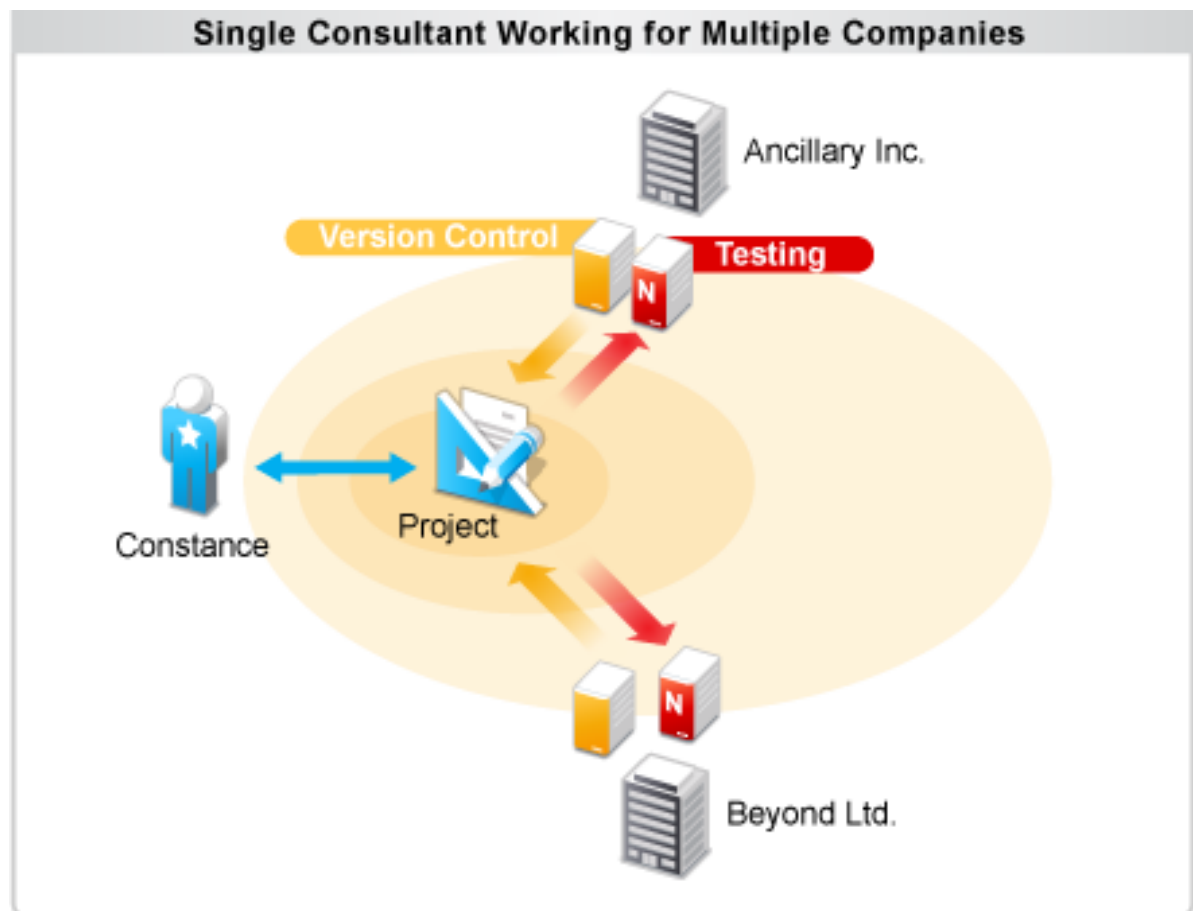 Single Consultant Working for Multiple Companies
Ancillary Inc.
Version Control
Testing
N
Project
Constance
N
Beyond Ltd.